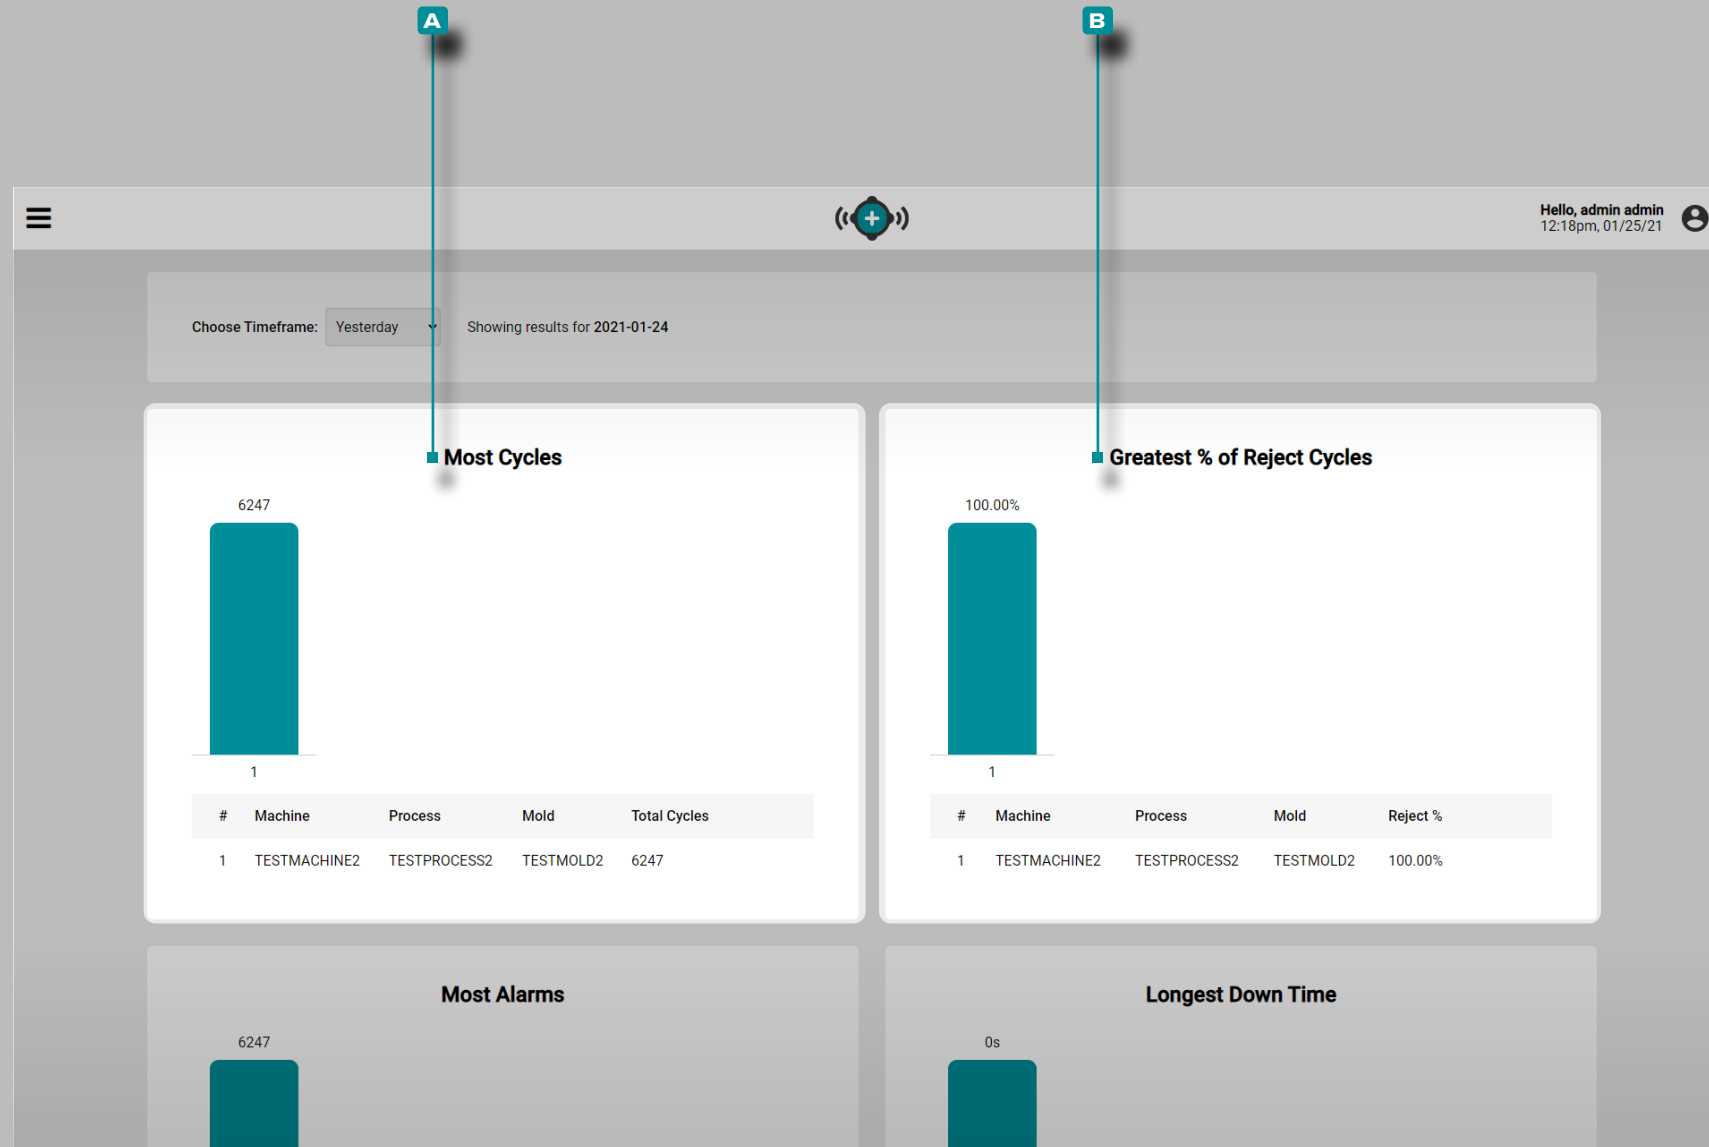 A
B
Hello, admin admin
12:18pm, 01/25/21
Choose Timeframe: Yesterday Showing results for 2021-01-24
Most Cycles
6247
1
# Machine Process Mold Total Cycles
1 TESTMACHINE2 TESTPROCESS2 TESTMOLD2 6247
Greatest % of Reject Cycles
100.00%
1
# Machine Process Mold Reject %
1 TESTMACHINE2 TESTPROCESS2 TESTMOLD2 100.00%
Most Alarms
6247
Longest Down Time
0s